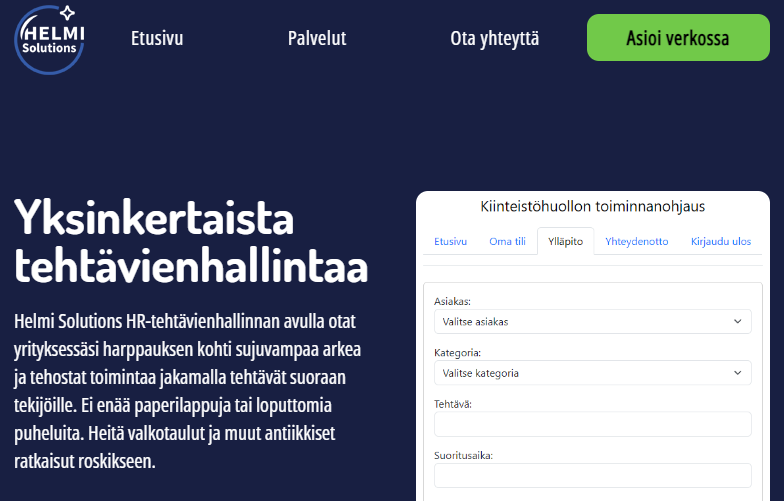 HELMI
Solutions
Etusivu
Palvelut
Ota yhteyttä
Asioi verkossa
Yksinkertaista
tehtävienhallintaa
Helmi Solutions HR-tehtävienhallinnan avulla otat
yrityksessäsi harppauksen kohti sujuvampaa arkea
ja tehostat toimintaa jakamalla tehtävät suoraan
tekijöille. Ei enää paperilappuja tai loputtomia
puheluita. Heitä valkotaulut ja muut antiikkiset
ratkaisut roskikseen.
Kiinteistöhuollon toiminnanohjaus
Etusivu
Oma tili
Ylläpito
Yhteydenotto
Kirjaudu ulos
Asiakas:
Valitse asiakas
Kategoria:
Valitse kategoria
Tehtävä:
Suoritusaika: